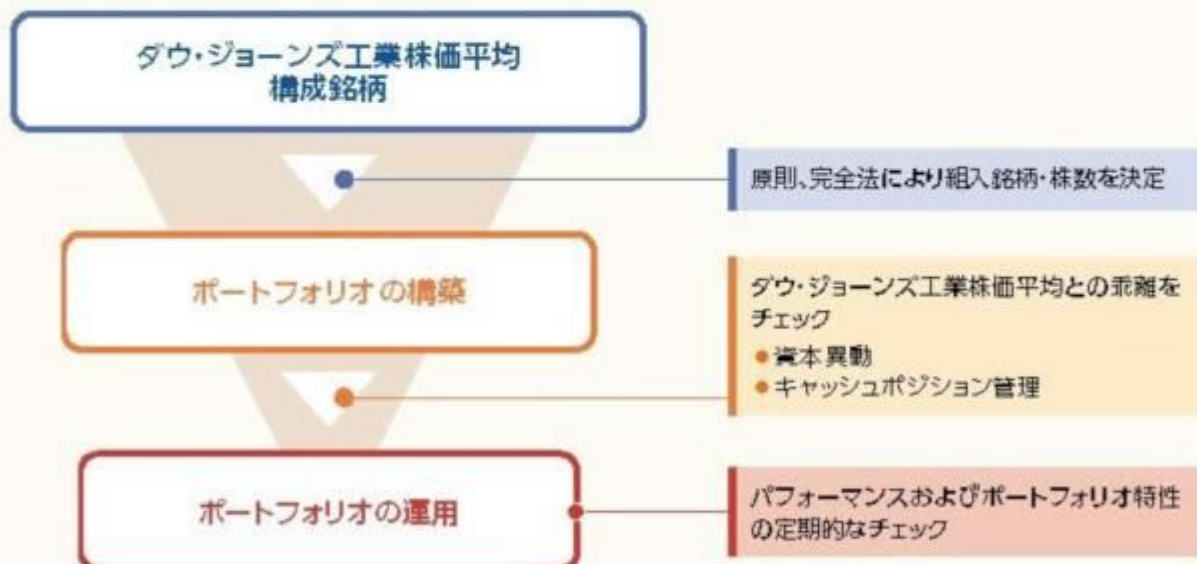 ダウ・ジョーンズ工業株価平均
構成銘柄
原則、完全法により組入銘柄・株数を決定
ポートフォリオの構築
ダウ・ジョーンズ工業株価平均との乖離を
チェック
●資本異動
●キャッシュポジション管理
ポートフォリオの運用
パフォーマンスおよびポートフォリオ特性
の定期的なチェック